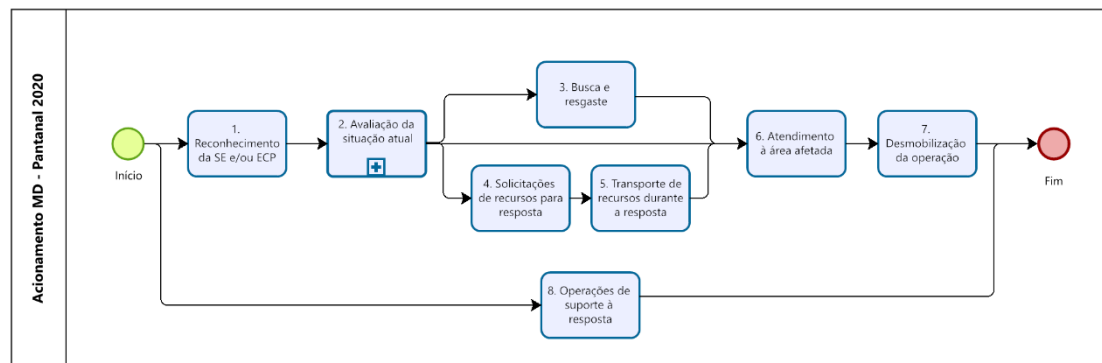 Acionamento MD - Pantanal 2020
Início
1.
Reconhecimento
da SE e/ou ECP
2. Avaliação da
situação atual
3. Busca e
resgaste
4. Solicitações
de recursos para
resposta
5. Transporte de
recursos durante
a resposta
6. Atendimento
à área afetada
7.
Desmobilização
da operação
Fim
8. Operações de
suporte à
resposta